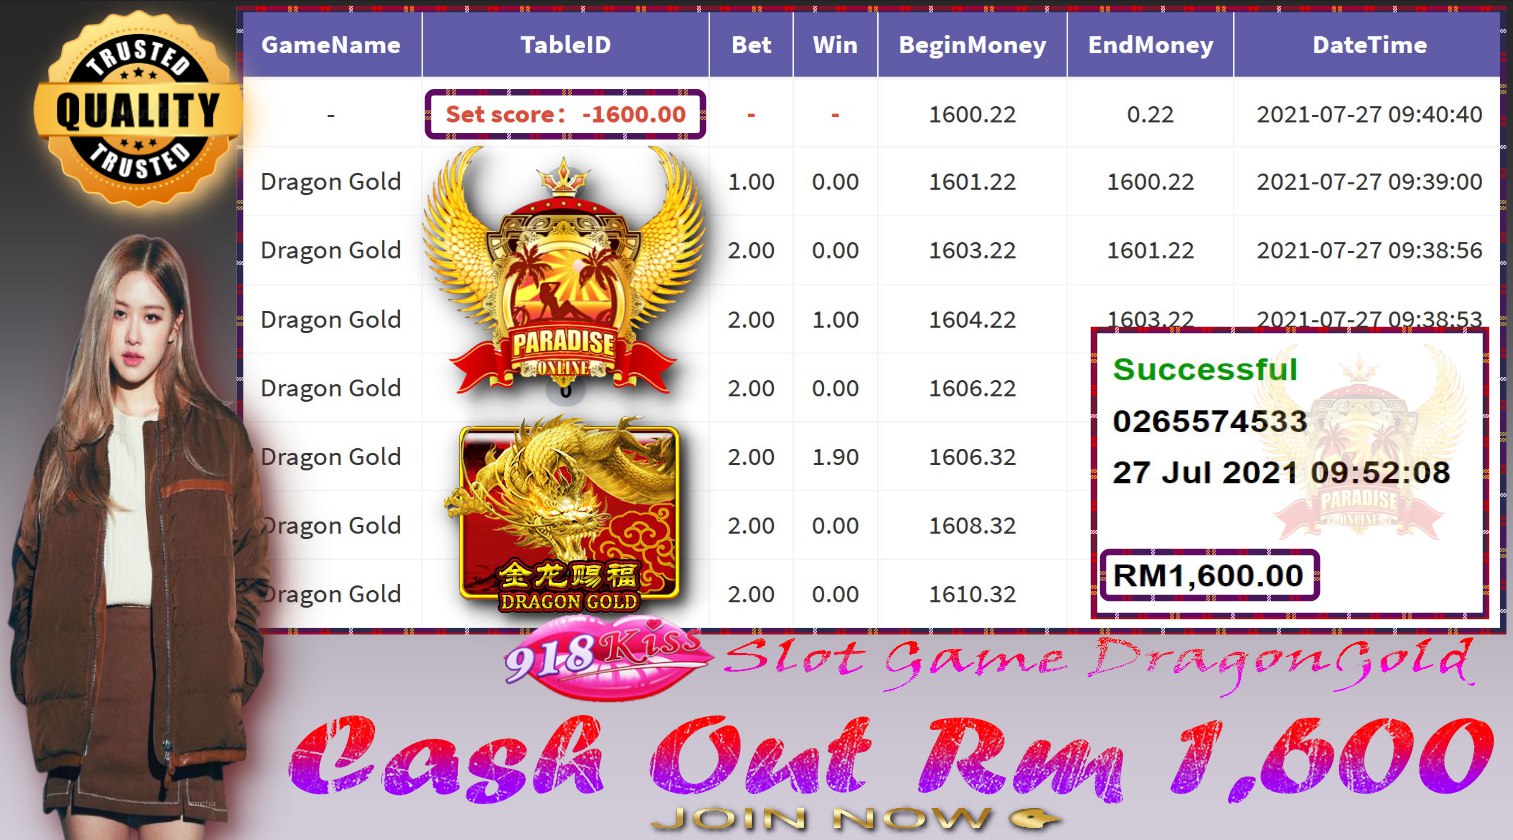 TRUSTED
QUALITY
TRUSTED
GameName TableID Bet Win BeginMoney EndMoney DateTime
- Set score: -1600.00 - - 1600.22 0.22 2021-07-27 09:40:40
Dragon Gold 1.00 0.00 1601.22 1600.22 2021-07-27 09:39:00
Dragon Gold 2.00 0.00 1603.22 1601.22 2021-07-27 09:38:56
Dragon Gold 2.00 1.00 1604.22 1603.22 2021-07-27 09:38:53
Dragon Gold 0 2.00 0.00 1606.22
Dragon Gold 2.00 1.90 1606.32
Dragon Gold 2.00 0.00 1608.32
Dragon Gold 2.00 0.00 1610.32
PARADISE
ONLINE
金龙赐福
DRAGON GOLD
Successful
0265574533
27 Jul 2021 09:52:08
PARADISE
ONLINE
RM1,600.00
918Kiss Slot Game DragonGold
Cash Out Rm 1,600
JOIN NOW